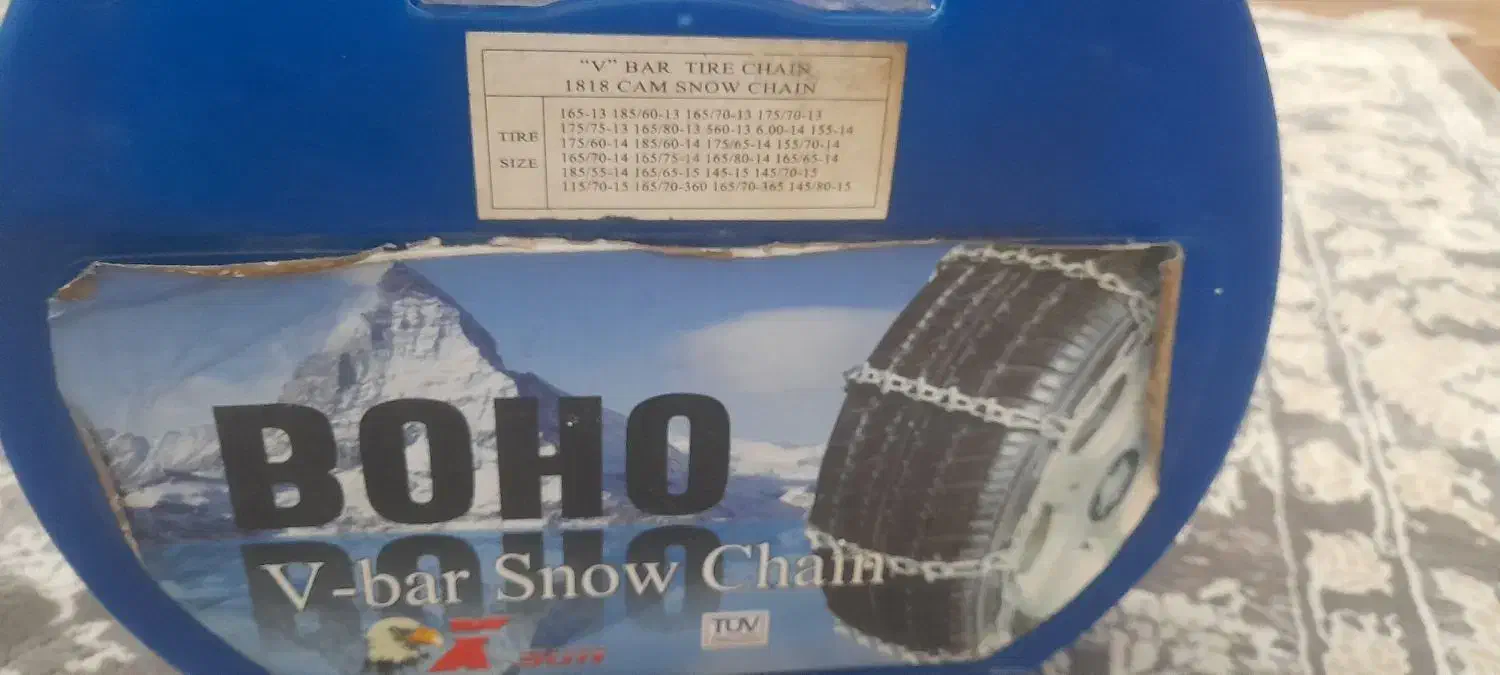 "V" BAR TIRE CHAIN
1818 CAM SNOW CHAIN
TIRE
SIZE
165-13 185/60-13 165/70-13 175/70-13
175/75-13 165/80-13 560-13 6.00-14 155-14
175/60-14 185/60-14 175/65-14 155/70-14
165/70-14 165/75-14 165/80-14 165/65-14
185/55-14 165/65-15 145-15 145/70-15
115/70-15 165/70-360 165/70-365 145/80-15
BOHO
V-bar Snow Chain
TUV